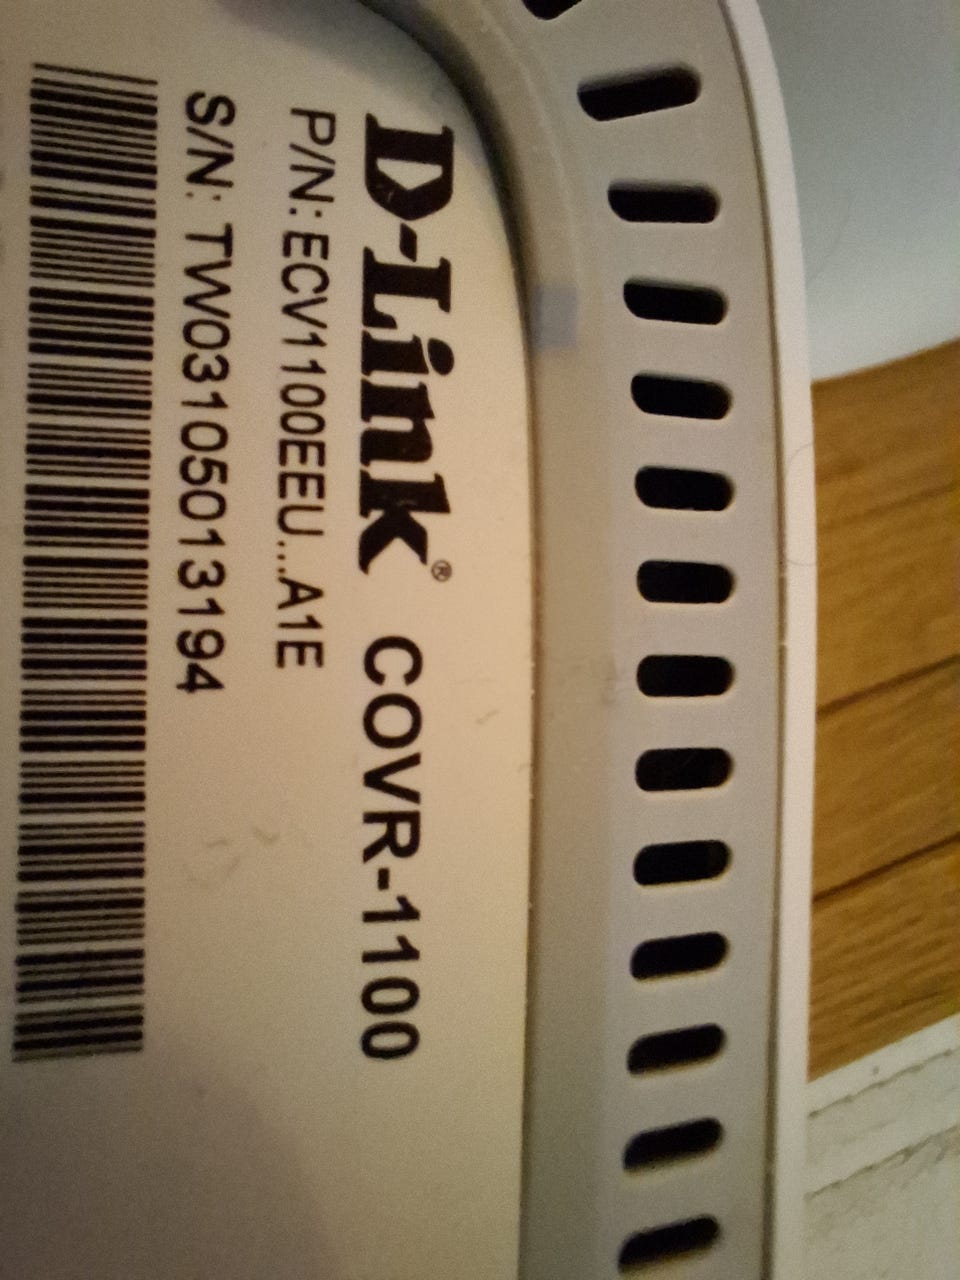 D-Link® COVR-1100
P/N: ECV1100EEU...A1E
S/N: TW03105013194